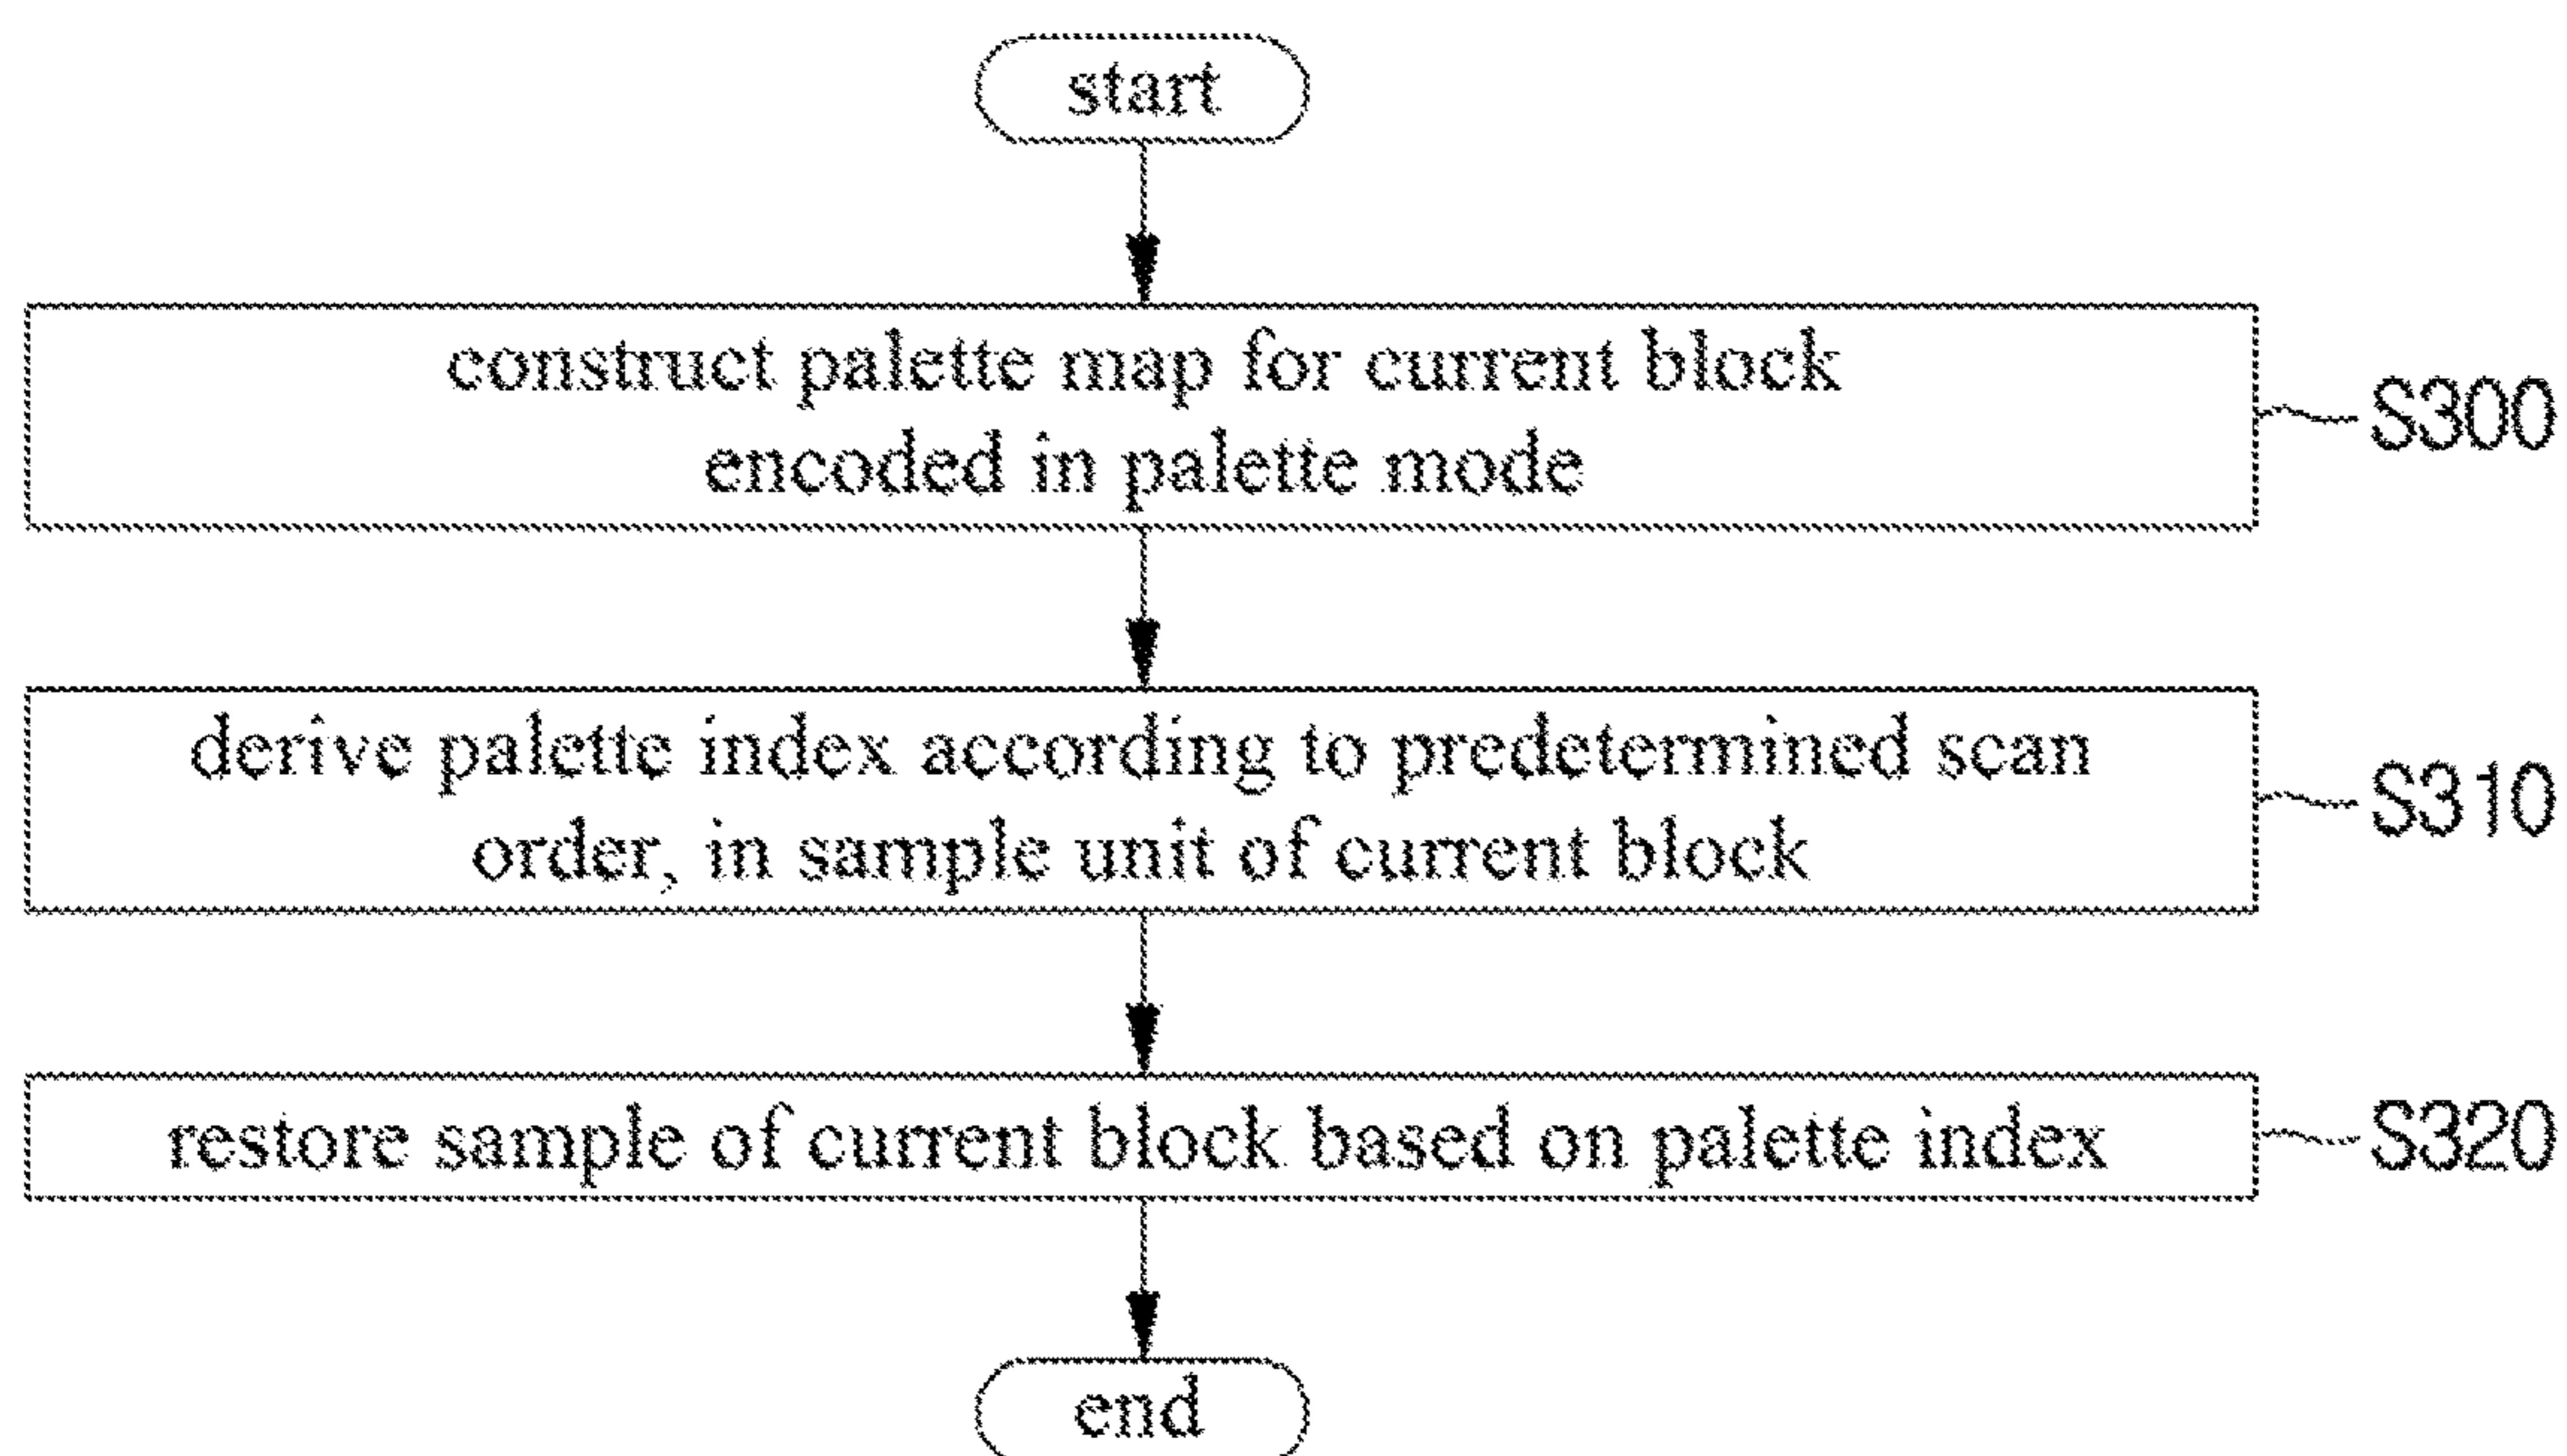 start
construct palette map for current block
encoded in palette mode
S300
derive palette index according to predetermined scan
order, in sample unit of current block
S310
restore sample of current block based on palette index
S320
end